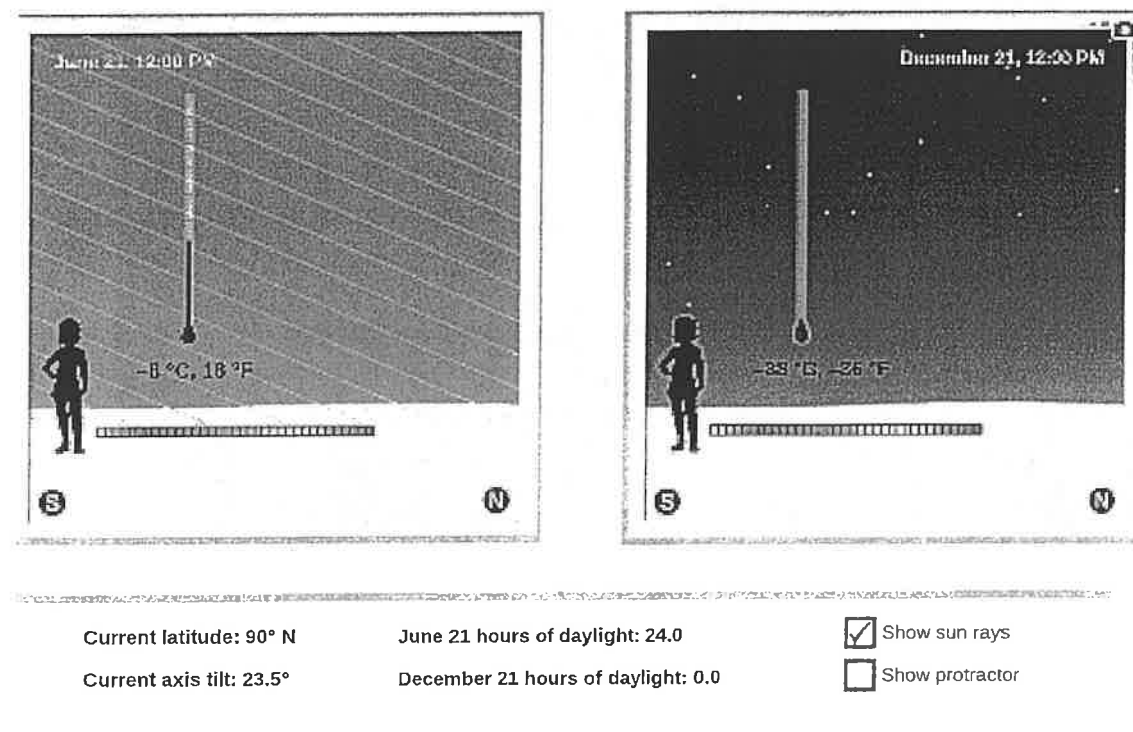 June 21, 12:00 PM
December 21, 12:00 PM
°C, 18 °F
°C, °F
S
N
S
N
Current latitude: 90° N
June 21 hours of daylight: 24.0
Show sun rays
Current axis tilt: 23.5°
December 21 hours of daylight: 0.0
Show protractor